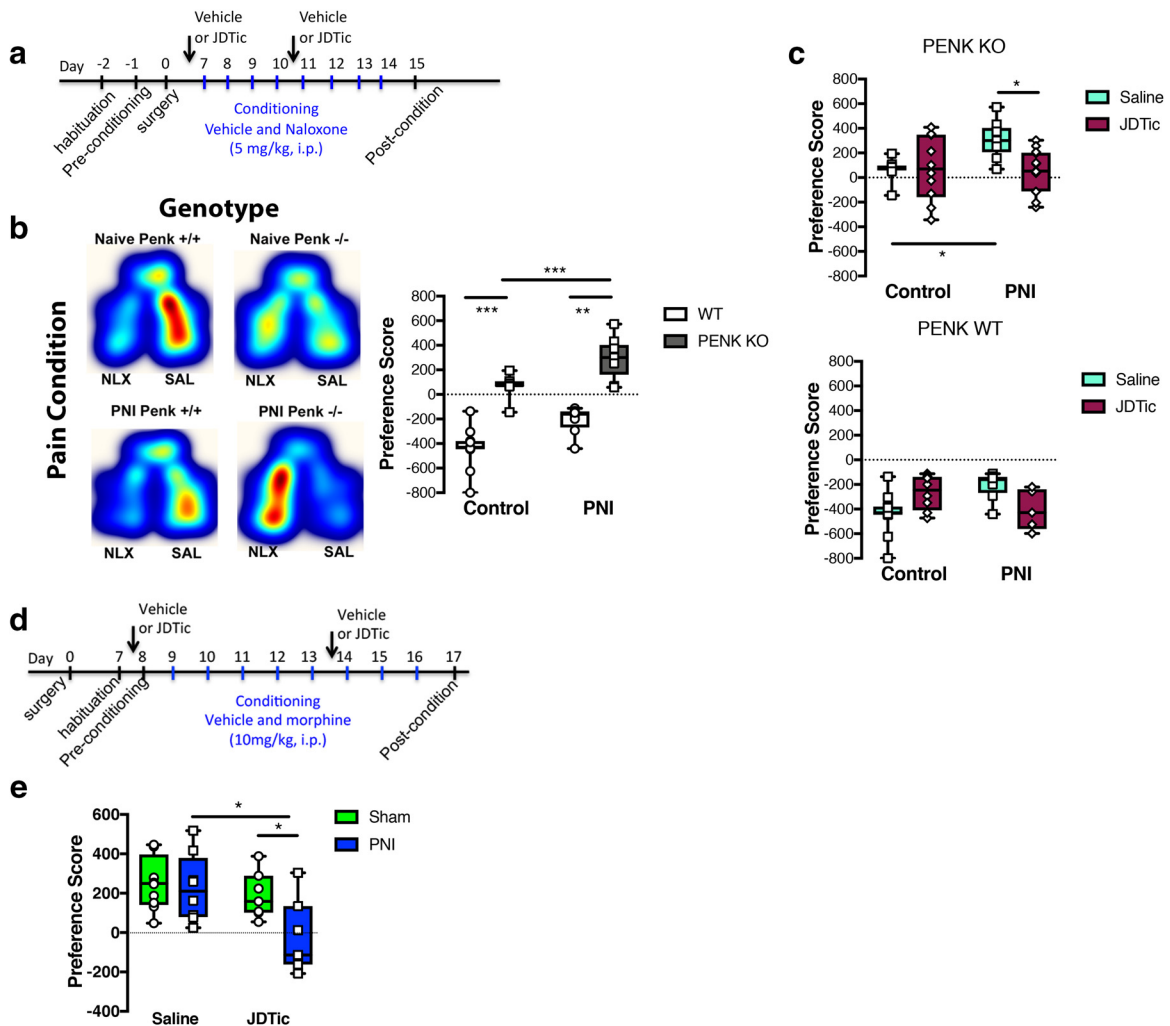 a
Vehicle
or JDTic
Vehicle
or JDTic
Day -2 -1 0 7 8 9 10 11 12 13 14 15
habituation
Pre-conditioning
surgery
Conditioning
Vehicle and Naloxone
(5 mg/kg, i.p.)
Post-condition
b
Genotype
Pain Condition
Naive Penk +/+
Naive Penk -/-
NLX SAL
NLX SAL
PNI Penk +/+
PNI Penk -/-
NLX SAL
NLX SAL
Preference Score
800
600
400
200
0
-200
-400
-600
-800
***
***
**
Control PNI
WT
PENK KO
c
PENK KO
Preference Score
800
600
400
200
0
-200
-400
-600
-800
*
*
Control PNI
Saline
JDTic
PENK WT
Preference Score
800
600
400
200
0
-200
-400
-600
-800
Control PNI
Saline
JDTic
d
Vehicle
or JDTic
Vehicle
or JDTic
Day 0 7 8 9 10 11 12 13 14 15 16 17
surgery
habituation
Pre-conditioning
Conditioning
Vehicle and morphine
(10mg/kg, i.p.)
Post-condition
e
Preference Score
600
400
200
0
-200
-400
*
*
Saline JDTic
Sham
PNI